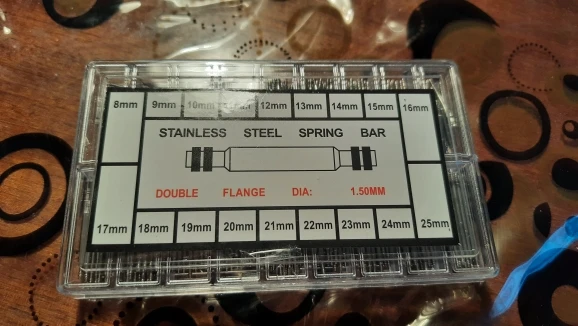 8mm 9mm 10mm 12mm 13mm 14mm 15mm 16mm
STAINLESS STEEL SPRING BAR
DOUBLE FLANGE DIA: 1.50MM
17mm 18mm 19mm 20mm 21mm 22mm 23mm 24mm 25mm